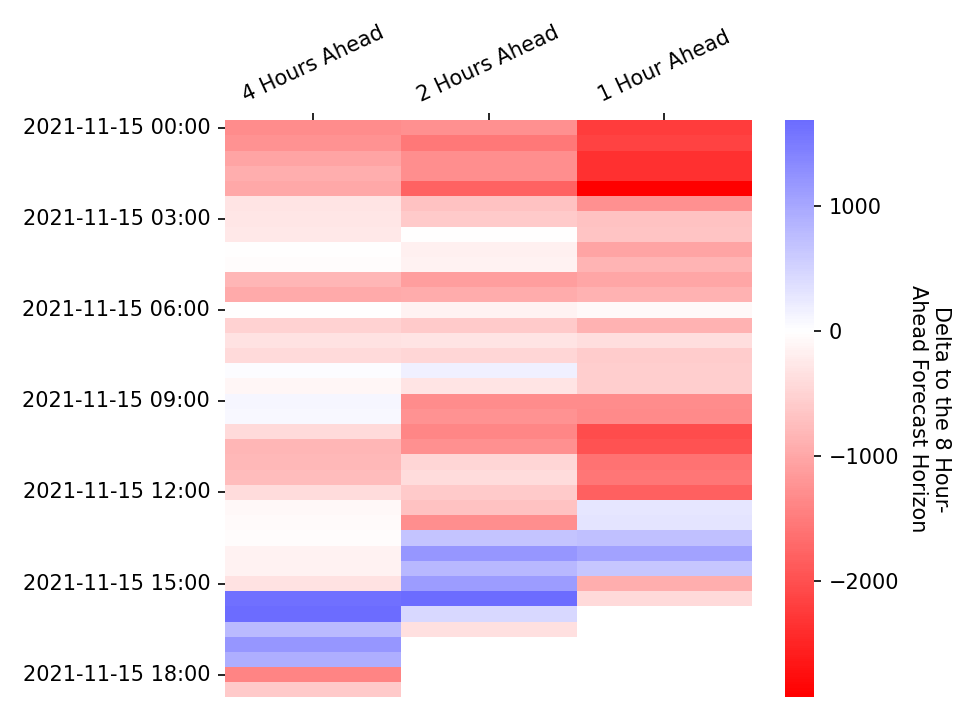 4 Hours Ahead
2 Hours Ahead
1 Hour Ahead
2021-11-15 00:00
2021-11-15 03:00
2021-11-15 06:00
2021-11-15 09:00
2021-11-15 12:00
2021-11-15 15:00
2021-11-15 18:00
1000
0
−1000
−2000
Delta to the 8 Hour-
Ahead Forecast Horizon